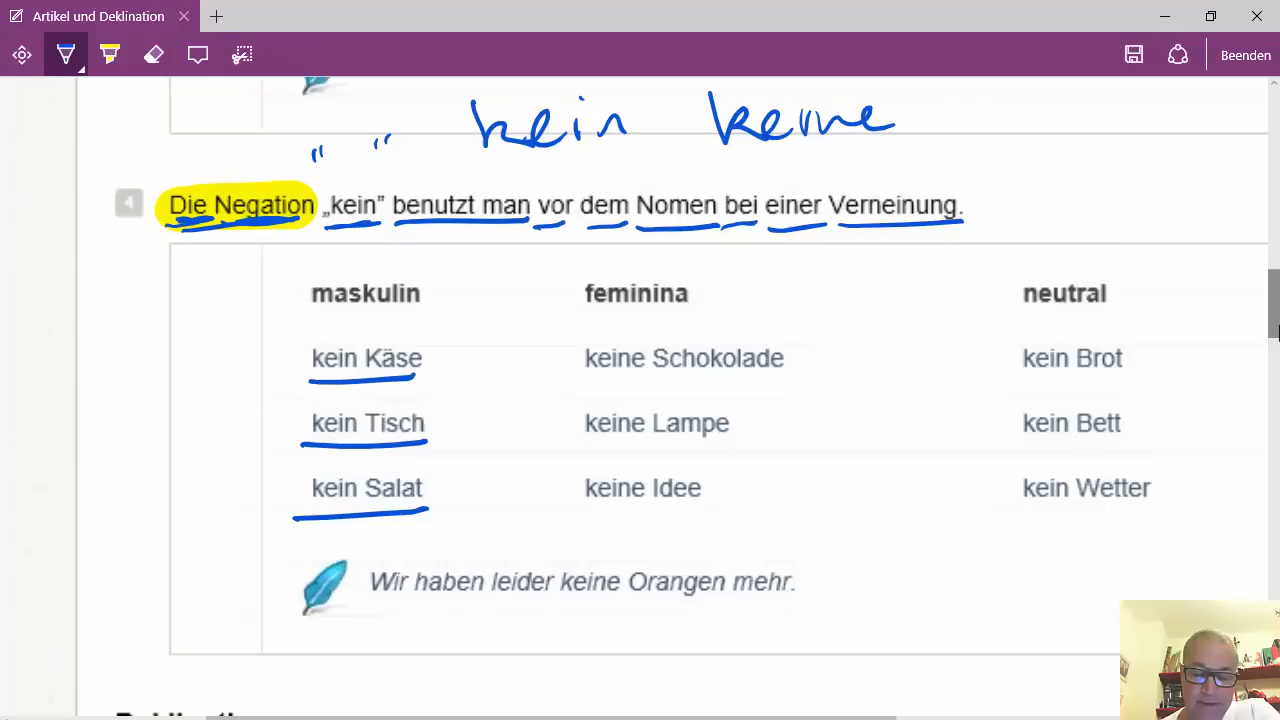 Artikel und Deklination
Beenden
" " kein keine
4
Die Negation „kein” benutzt man vor dem Nomen bei einer Verneinung.
maskulin feminina neutral
kein Käse keine Schokolade kein Brot
kein Tisch keine Lampe kein Bett
kein Salat keine Idee kein Wetter
Wir haben leider keine Orangen mehr.